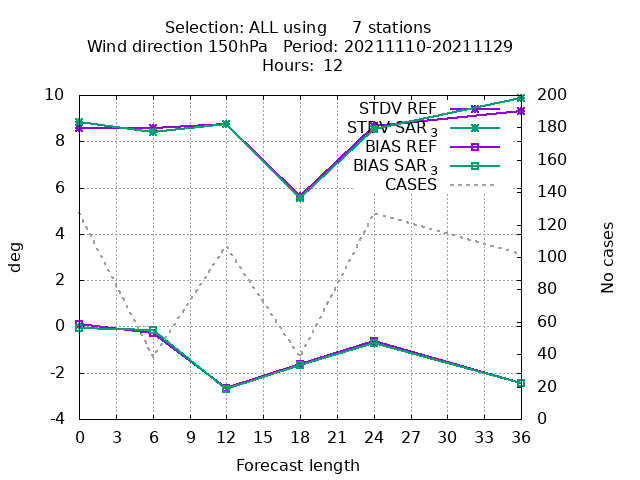 Selection: ALL using 7 stations
Wind direction 150hPa Period: 20211110-20211129
Hours: 12
10
8
6
4
2
0
-2
-4
deg
200
180
160
140
120
100
80
60
40
20
0
No cases
STDV REF
STDV SAR 3
BIAS REF
BIAS SAR 3
CASES
0 3 6 9 12 15 18 21 24 27 30 33 36
Forecast length